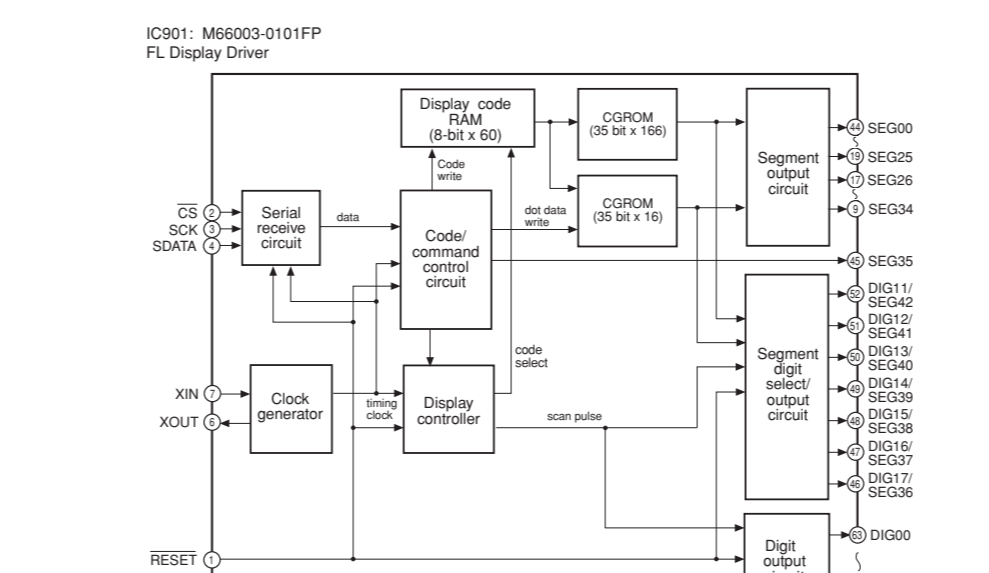 IC901: M66003-0101FP
FL Display Driver
Display code
RAM
(8-bit x 60)
CGROM
(35 bit x 166)
Segment
output
circuit
44 SEG00
19 SEG25
17 SEG26
9 SEG34
Code
write
CGROM
(35 bit x 16)
CS 2
SCK 3
SDATA 4
Serial
receive
circuit
data
Code/
command
control
circuit
dot data
write
45 SEG35
Segment
digit
select/
output
circuit
52 DIG11/
SEG42
51 DIG12/
SEG41
50 DIG13/
SEG40
49 DIG14/
SEG39
48 DIG15/
SEG38
47 DIG16/
SEG37
46 DIG17/
SEG36
code
select
XIN 7
XOUT 6
Clock
generator
timing
clock
Display
controller
scan pulse
63 DIG00
Digit
output
RESET 1